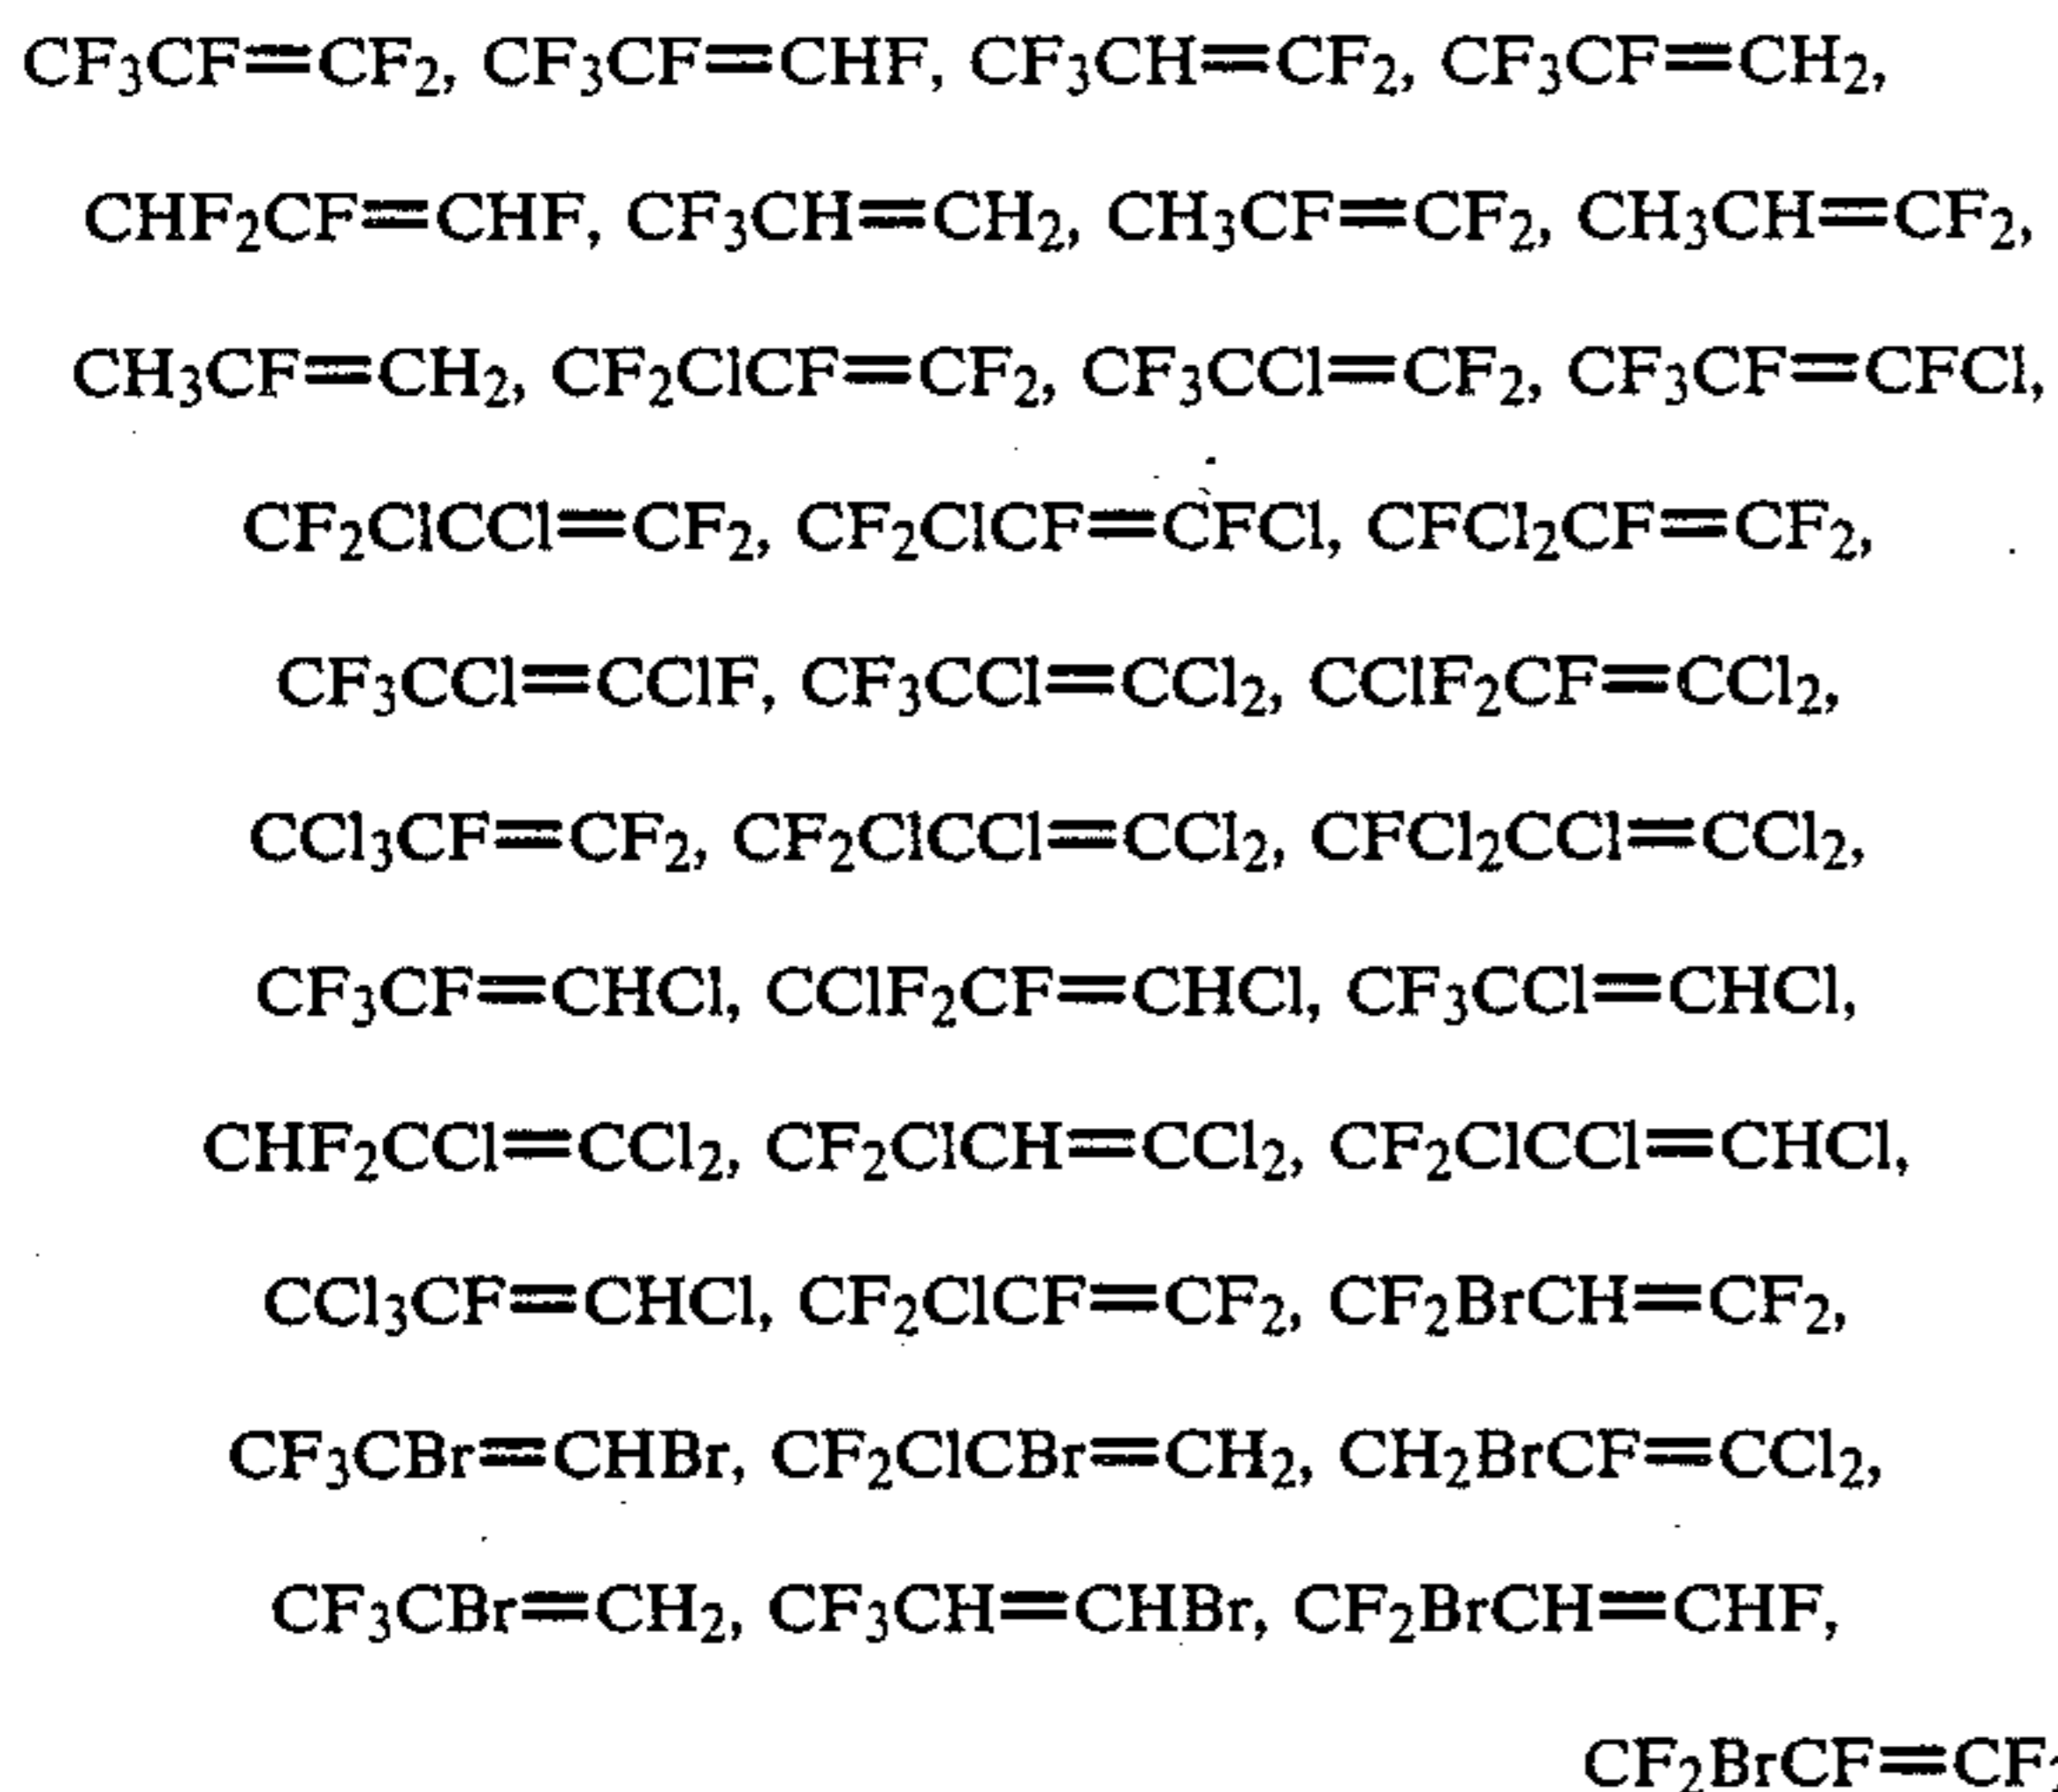 CF₃CF=CF₂, CF₃CF=CHF, CF₃CH=CF₂, CF₃CF=CH₂,
CHF₂CF=CHF, CF₃CH=CH₂, CH₃CF=CF₂, CH₃CH=CF₂,
CH₃CF=CH₂, CF₂ClCF=CF₂, CF₃CCl=CF₂, CF₃CF=CFCl,
CF₂ClCCl=CF₂, CF₂ClCF=CFCl, CFCl₂CF=CF₂,
CF₃CCl=CClF, CF₃CCl=CCl₂, CClF₂CF=CCl₂,
CCl₃CF=CF₂, CF₂ClCCl=CCl₂, CFCl₂CCl=CCl₂,
CF₃CF=CHCl, CClF₂CF=CHCl, CF₃CCl=CHCl,
CHF₂CCl=CCl₂, CF₂ClCH=CCl₂, CF₂ClCCl=CHCl,
CCl₃CF=CHCl, CF₂ClCF=CF₂, CF₂BrCH=CF₂,
CF₃CBr=CHBr, CF₂ClCBr=CH₂, CH₂BrCF=CCl₂,
CF₃CBr=CH₂, CF₃CH=CHBr, CF₂BrCH=CHF,
CF₂BrCF=CF₂